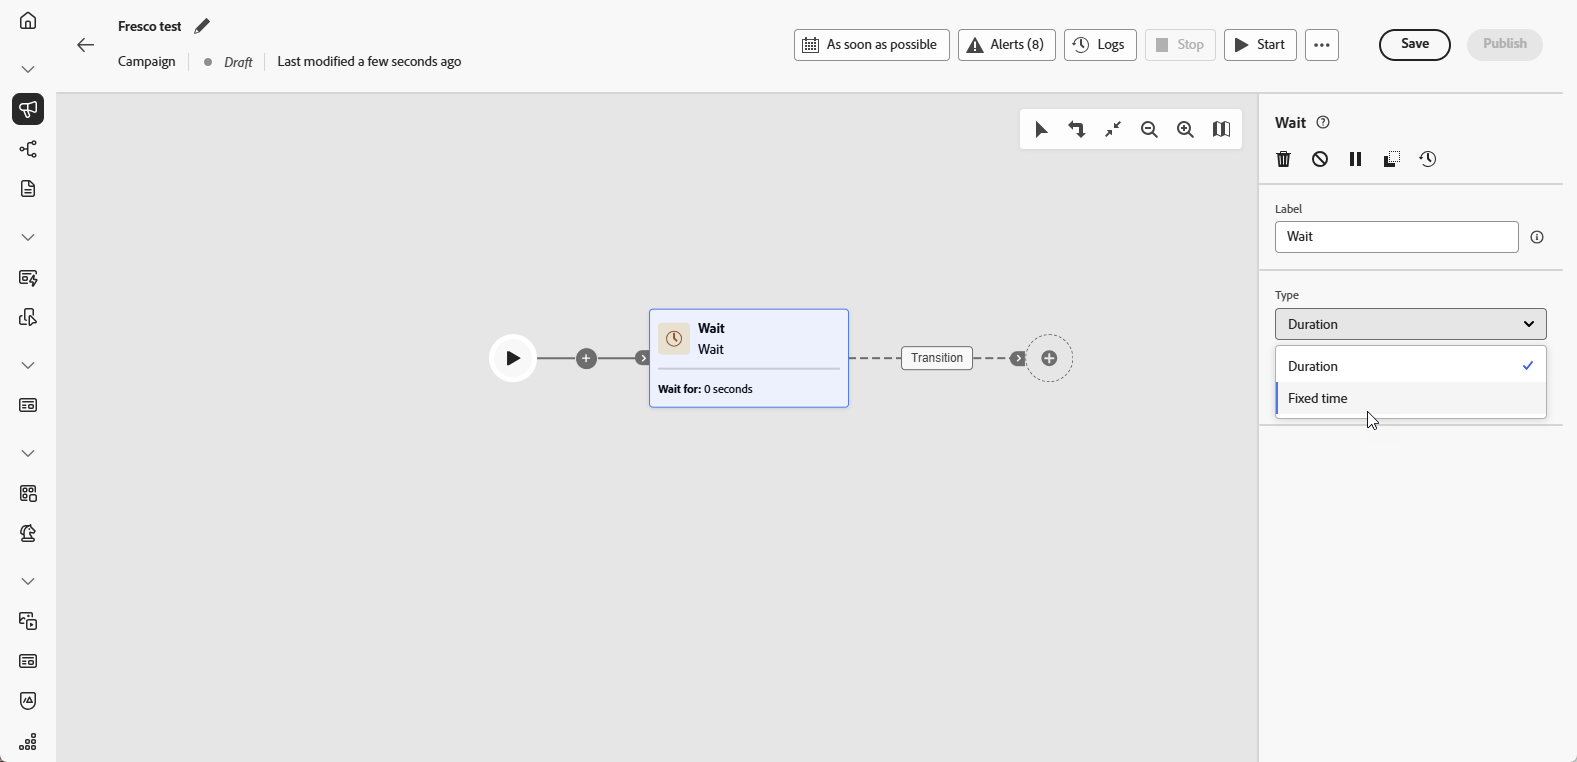 Fresco test
Campaign
Draft
Last modified a few seconds ago
As soon as possible
Alerts (8)
Logs
Stop
Start
Save
Publish
Wait
Label
Wait
Type
Duration
Duration
Fixed time
Wait
Wait
Wait for: 0 seconds
Transition